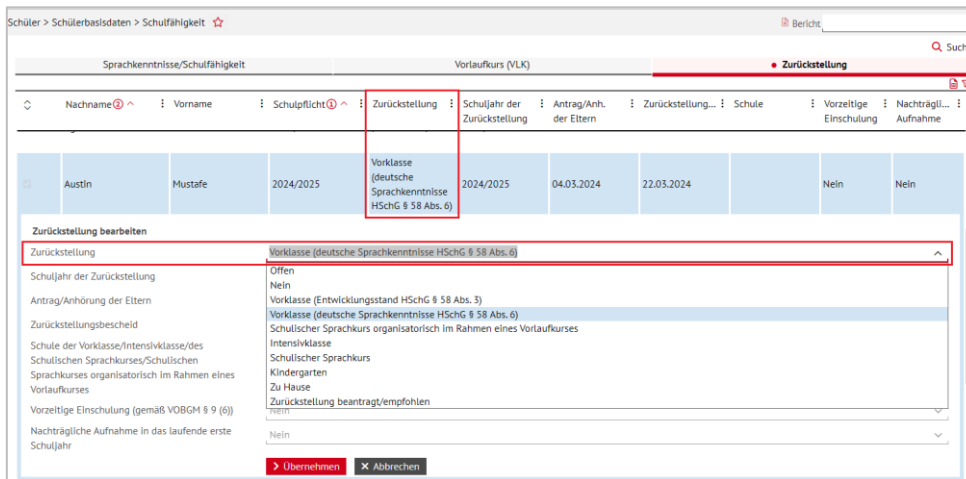 Schüler > Schülerbasisdaten > Schulfähigkeit
Bericht
Such
Sprachkenntnisse/Schulfähigkeit
Vorlaufkurs (VLK)
Zurückstellung
Nachname ② Vorname Schulpflicht ① Zurückstellung Schuljahr der Antrag/Anh. Zurückstellung... Schule Vorzeitige Nachträgli...
Zurückstellung der Eltern Einschulung Aufnahme
Vorklasse
(deutsche
Austin Mustafe 2024/2025 Sprachkenntnisse 2024/2025 04.03.2024 22.03.2024 Nein Nein
HSchG § 58 Abs. 6)
Zurückstellung bearbeiten
Zurückstellung Vorklasse (deutsche Sprachkenntnisse HSchG § 58 Abs. 6)
Offen
Schuljahr der Zurückstellung
Nein
Antrag/Anhörung der Eltern Vorklasse (Entwicklungsstand HSchG § 58 Abs. 3)
Vorklasse (deutsche Sprachkenntnisse HSchG § 58 Abs. 6)
Zurückstellungsbescheid Schulischer Sprachkurs organisatorisch im Rahmen eines Vorlaufkurses
Schule der Vorklasse/Intensivklasse/des Intensivklasse
Schulischen Sprachkurses/Schulischen Schulischer Sprachkurs
Sprachkurses organisatorisch im Rahmen eines Kindergarten
Vorlaufkurses Zu Hause
Zurückstellung beantragt/empfohlen
Vorzeitige Einschulung (gemäß VOBGM § 9 (6)) Nein
Nachträgliche Aufnahme in das laufende erste Nein
Schuljahr
Übernehmen Abbrechen